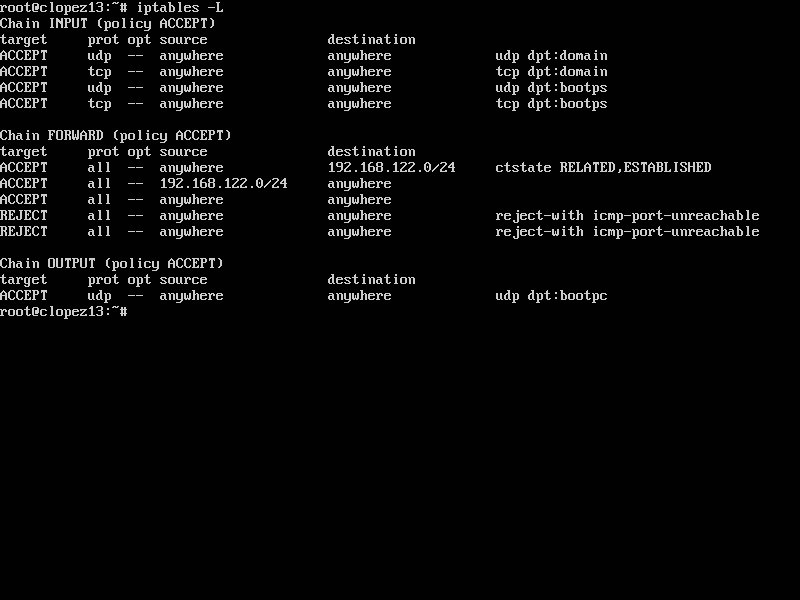 root@clopez13:~# iptables -L
Chain INPUT (policy ACCEPT)
target     prot opt source               destination
ACCEPT     udp  --  anywhere             anywhere             udp dpt:domain
ACCEPT     tcp  --  anywhere             anywhere             tcp dpt:domain
ACCEPT     udp  --  anywhere             anywhere             udp dpt:bootps
ACCEPT     tcp  --  anywhere             anywhere             tcp dpt:bootps

Chain FORWARD (policy ACCEPT)
target     prot opt source               destination
ACCEPT     all  --  anywhere             192.168.122.0/24     ctstate RELATED,ESTABLISHED
ACCEPT     all  --  192.168.122.0/24     anywhere
ACCEPT     all  --  anywhere             anywhere
REJECT     all  --  anywhere             anywhere             reject-with icmp-port-unreachable
REJECT     all  --  anywhere             anywhere             reject-with icmp-port-unreachable

Chain OUTPUT (policy ACCEPT)
target     prot opt source               destination
ACCEPT     udp  --  anywhere             anywhere             udp dpt:bootpc
root@clopez13:~#